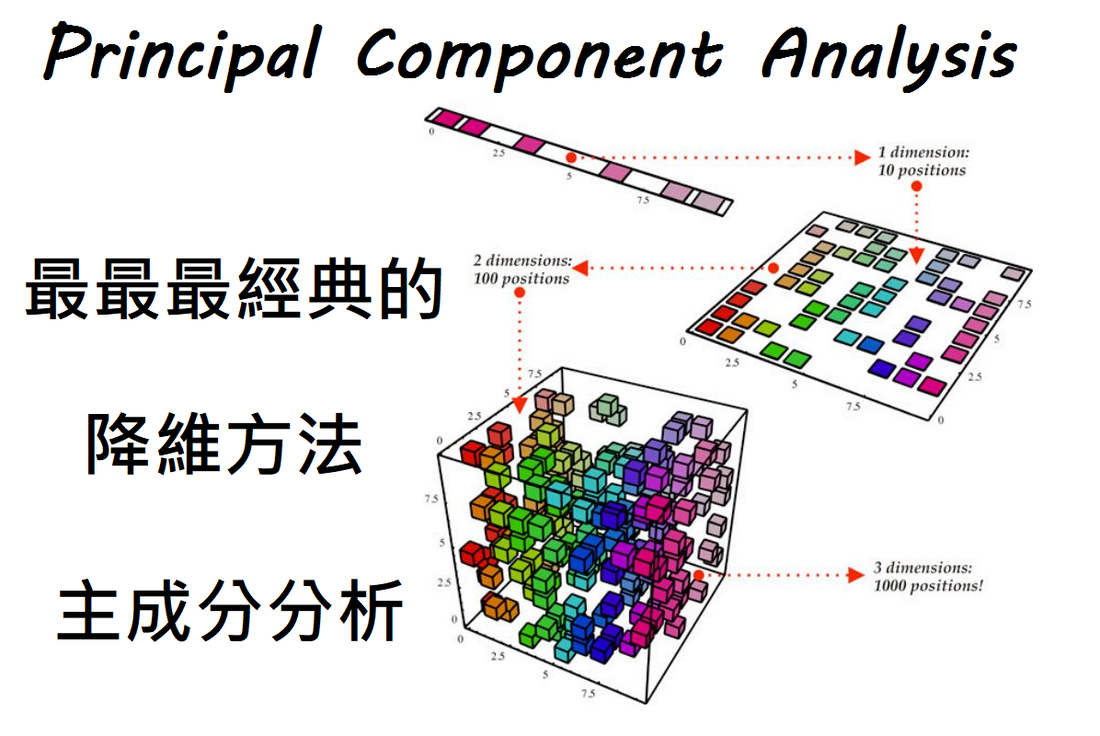 Principal Component Analysis
最最最經典的
降維方法
主成分分析
0
2.5
5
7.5
1 dimension:
10 positions
2 dimensions:
100 positions
0
2.5
5
7.5
0
2.5
5
7.5
7.5
5
2.5
0
7.5
5
2.5
0
0
2.5
5
7.5
3 dimensions:
1000 positions!